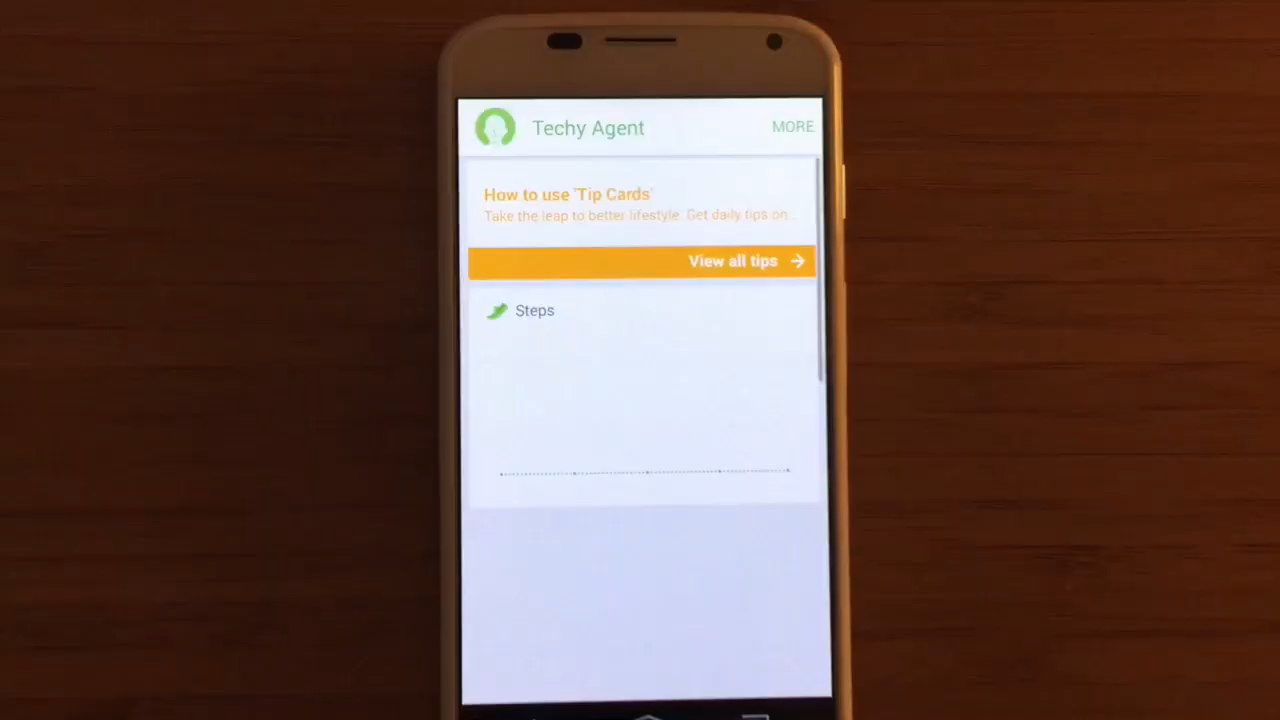 Techy Agent
MORE
How to use 'Tip Cards'
Take the leap to better lifestyle. Get daily tips on...
View all tips
Steps